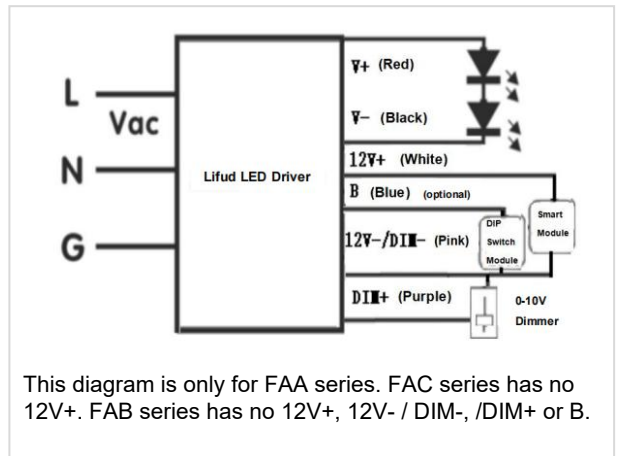 V+ (Red)
L
Vac
V- (Black)
12V+ (White)
N
Lifud LED Driver
B (Blue) (optional)
Smart
Module
DIP
Switch
Module
12V-/DIM- (Pink)
G
DIM+ (Purple)
0-10V
Dimmer
This diagram is only for FAA series. FAC series has no
12V+. FAB series has no 12V+, 12V- / DIM-, /DIM+ or B.